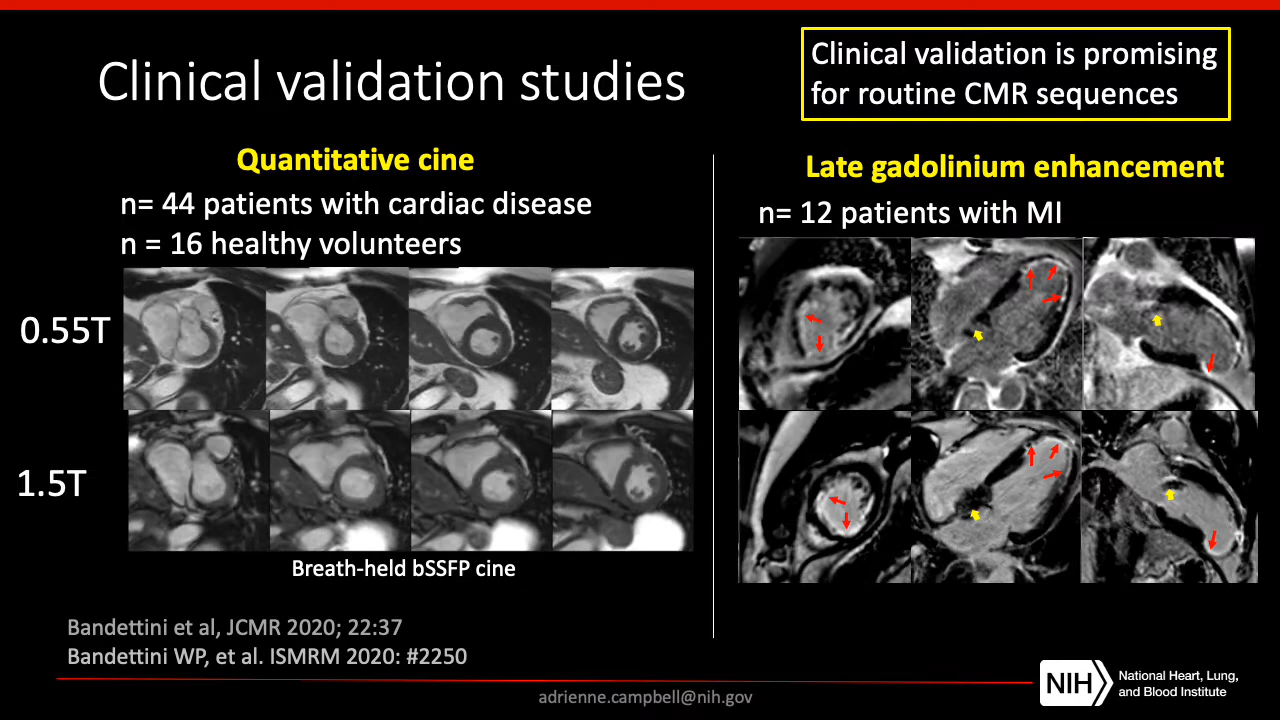 Clinical validation studies
Clinical validation is promising
for routine CMR sequences
Quantitative cine
n= 44 patients with cardiac disease
n = 16 healthy volunteers
0.55T
1.5T
Breath-held bSSFP cine
Late gadolinium enhancement
n= 12 patients with MI
Bandettini et al, JCMR 2020; 22:37
Bandettini WP, et al. ISMRM 2020: #2250
adrienne.campbell@nih.gov
NIH
National Heart, Lung,
and Blood Institute